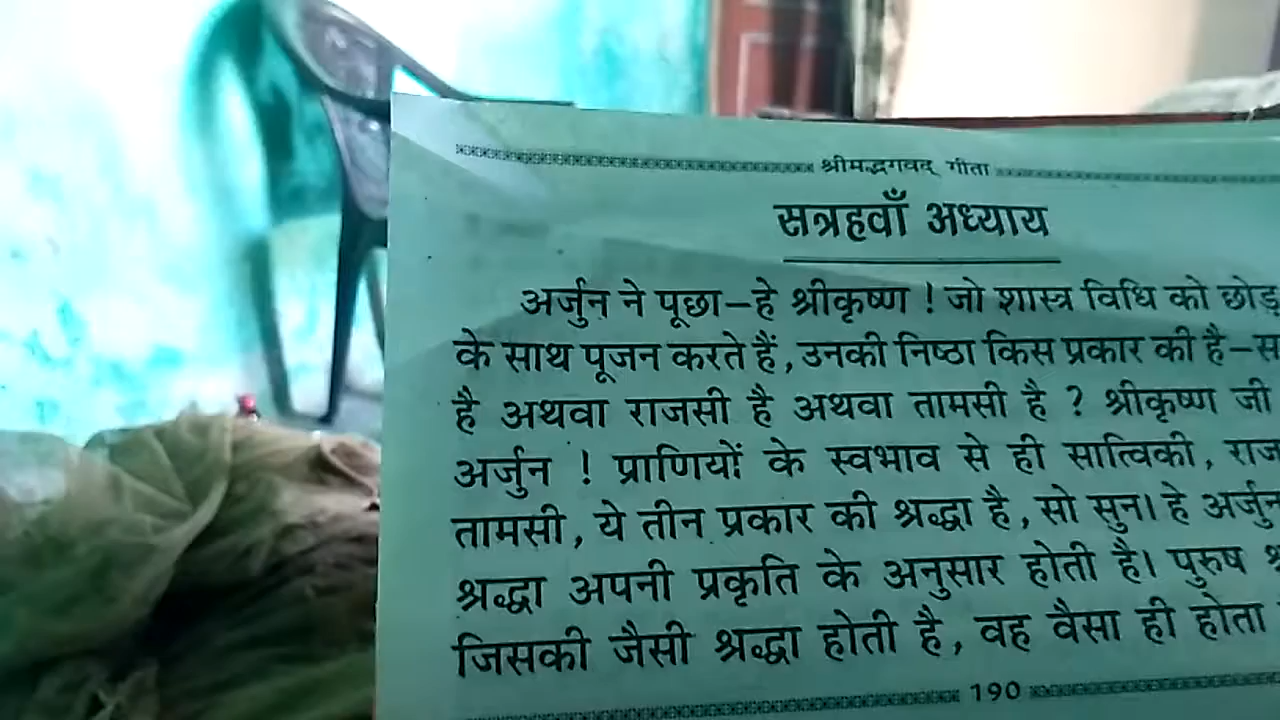 श्रीमद्भगवद् गीता
सत्रहवाँ अध्याय
अर्जुन ने पूछा–हे श्रीकृष्ण ! जो शास्त्र विधि को छोड़
के साथ पूजन करते हैं, उनकी निष्ठा किस प्रकार की है–स
है अथवा राजसी है अथवा तामसी है ? श्रीकृष्ण जी
अर्जुन ! प्राणियों के स्वभाव से ही सात्विकी, राज
तामसी, ये तीन प्रकार की श्रद्धा है, सो सुन। हे अर्जुन
श्रद्धा अपनी प्रकृति के अनुसार होती है। पुरुष
जिसकी जैसी श्रद्धा होती है, वह वैसा ही होता
190